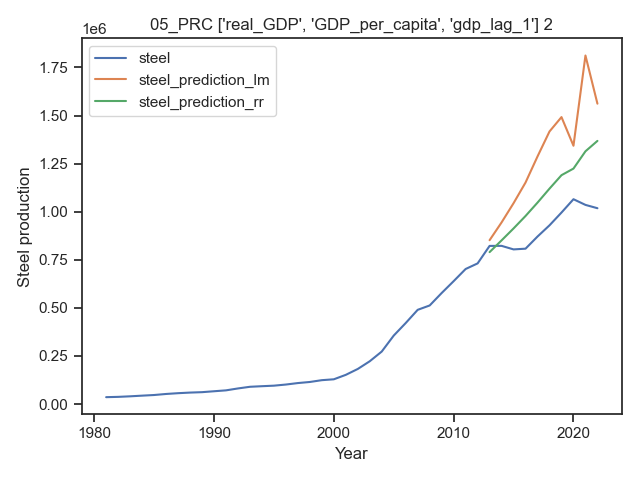 05_PRC ['real_GDP', 'GDP_per_capita', 'gdp_lag_1'] 2
1e6
steel
steel_prediction_lm
steel_prediction_rr
1.75
1.50
1.25
1.00
0.75
0.50
0.25
0.00
Steel production
1980
1990
2000
2010
2020
Year